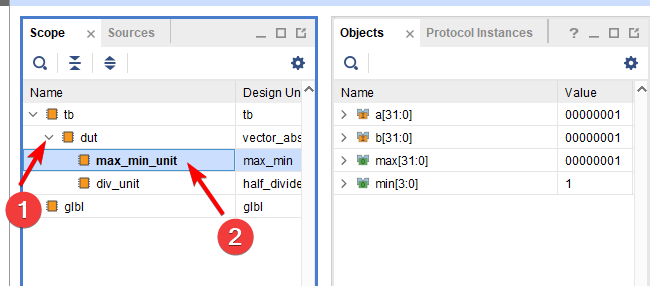 Scope × Sources
Name Design Un
tb tb
dut vector_abs
max_min_unit max_min
div_unit half_divide
glbl glbl
1
2
Objects × Protocol Instances ?
Name Value
a[31:0] 00000001
b[31:0] 00000001
max[31:0] 00000001
min[3:0] 1